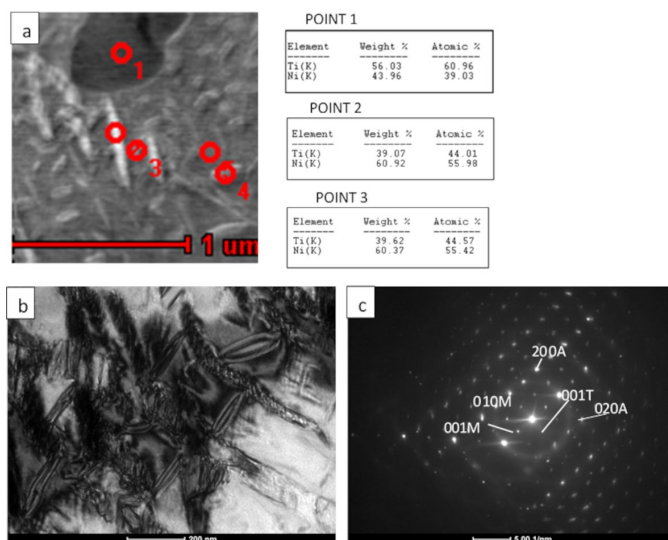 a
1
3
4
1 um
POINT 1
Element Weight % Atomic %
Ti(K) 56.03 60.96
Ni(K) 43.96 39.03
POINT 2
Element Weight % Atomic %
Ti(K) 39.07 44.01
Ni(K) 60.92 55.98
POINT 3
Element Weight % Atomic %
Ti(K) 39.62 44.57
Ni(K) 60.37 55.42
b
200 nm
c
200A
010M
001T
001M
020A
5.00 1/nm